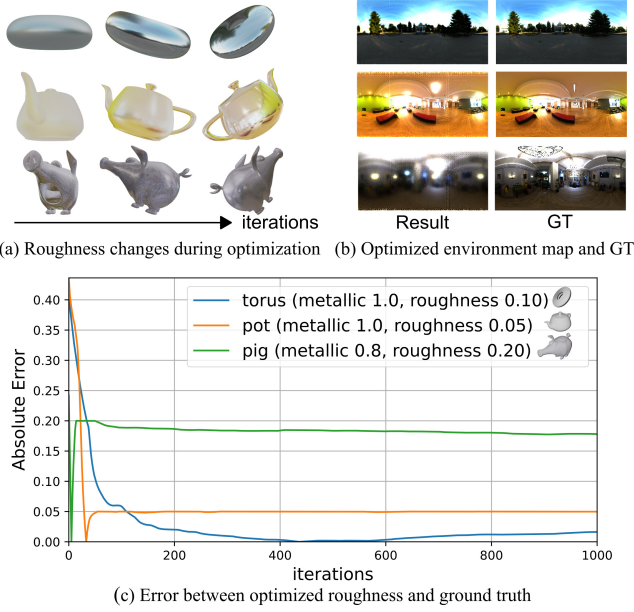 iterations
Result GT
(a) Roughness changes during optimization (b) Optimized environment map and GT
torus (metallic 1.0, roughness 0.10)
pot (metallic 1.0, roughness 0.05)
pig (metallic 0.8, roughness 0.20)
Absolute Error
0.40
0.35
0.30
0.25
0.20
0.15
0.10
0.05
0.00
0 200 400 600 800 1000
iterations
(c) Error between optimized roughness and ground truth